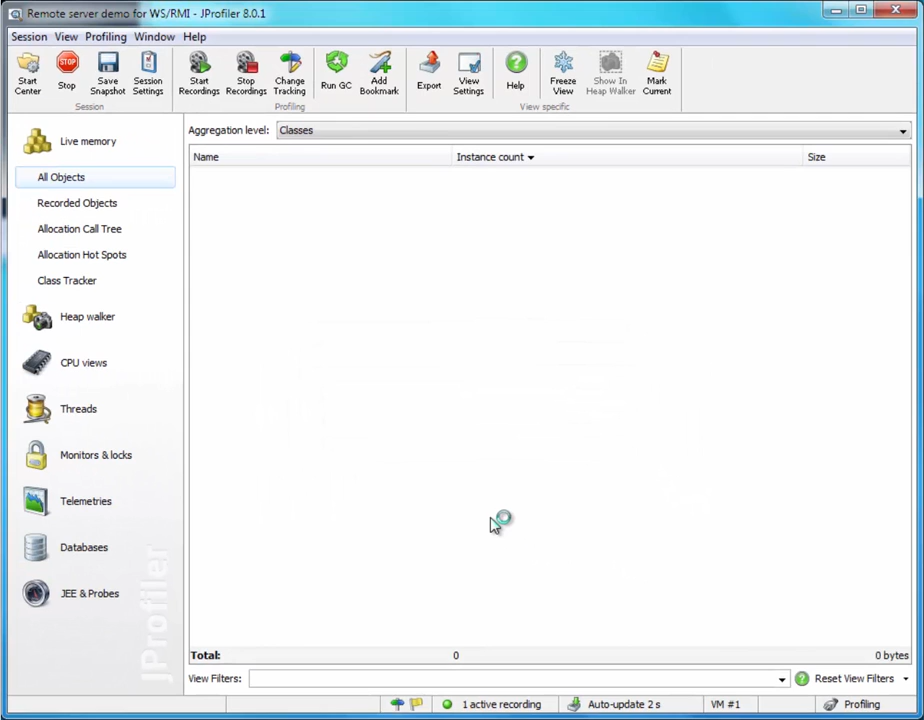 Remote server demo for WS/RMI - JProfiler 8.0.1
Session View Profiling Window Help
Start Center
Stop
Save Snapshot
Session Settings
Start Recordings
Stop Recordings
Change Tracking
Run GC
Add Bookmark
Export
View Settings
Help
Freeze View
Show In Heap Walker
Mark Current
Session
Profiling
View specific
Live memory
All Objects
Recorded Objects
Allocation Call Tree
Allocation Hot Spots
Class Tracker
Heap walker
CPU views
Threads
Monitors & locks
Telemetries
Databases
JEE & Probes
JProfiler
Aggregation level: Classes
Name Instance count Size
Total: 0 0 bytes
View Filters: Reset View Filters
1 active recording Auto-update 2 s VM #1 Profiling